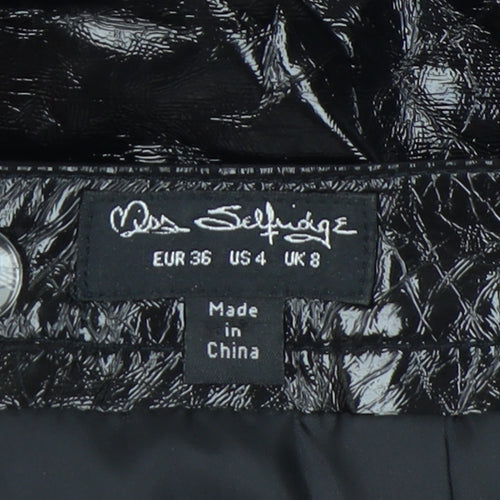 Miss Selfridge
EUR 36 US 4 UK 8
Made
in
China